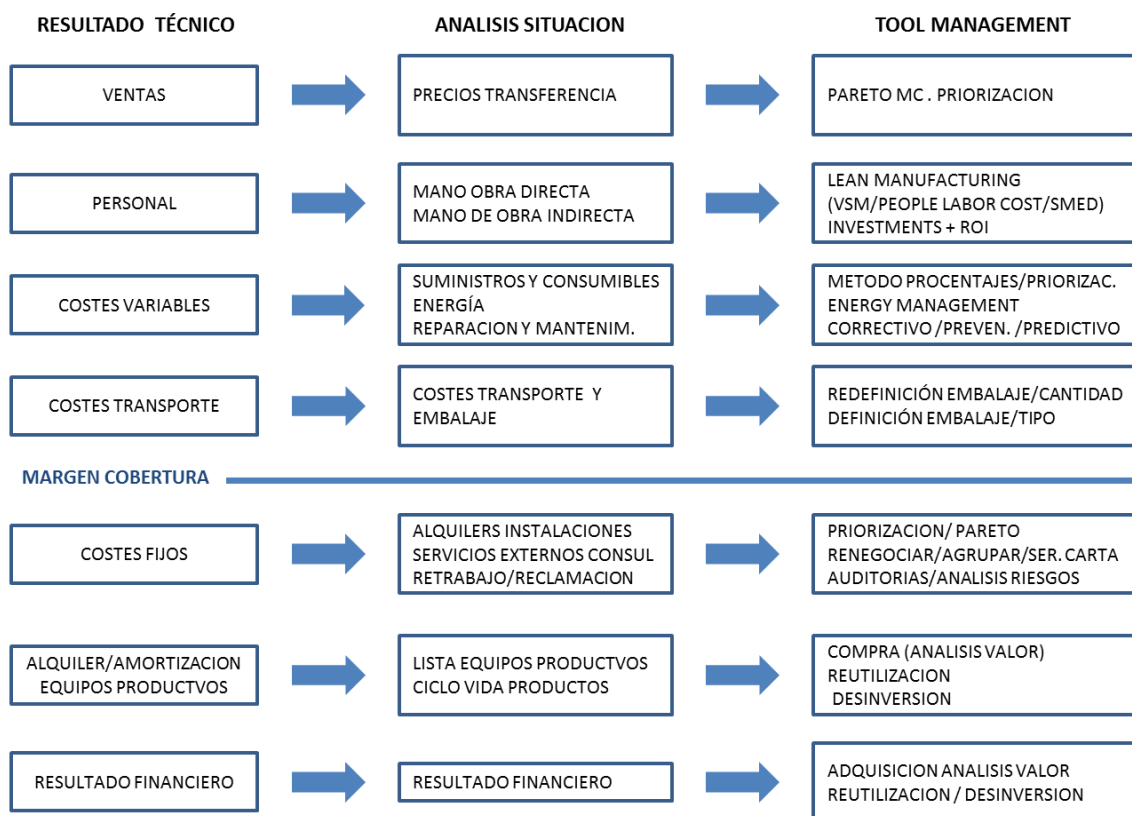 RESULTADO TÉCNICO
ANALISIS SITUACION
TOOL MANAGEMENT
VENTAS
PRECIOS TRANSFERENCIA
PARETO MC . PRIORIZACION
PERSONAL
MANO OBRA DIRECTA
MANO DE OBRA INDIRECTA
LEAN MANUFACTURING
(VSM/PEOPLE LABOR COST/SMED)
INVESTMENTS + ROI
COSTES VARIABLES
SUMINISTROS Y CONSUMIBLES
ENERGÍA
REPARACION Y MANTENIM.
METODO PROCENTAJES/PRIORIZAC.
ENERGY MANAGEMENT
CORRECTIVO /PREVEN. /PREDICTIVO
COSTES TRANSPORTE
COSTES TRANSPORTE Y
EMBALAJE
REDEFINICIÓN EMBALAJE/CANTIDAD
DEFINICIÓN EMBALAJE/TIPO
MARGEN COBERTURA
COSTES FIJOS
ALQUILERS INSTALACIONES
SERVICIOS EXTERNOS CONSUL
RETRABAJO/RECLAMACION
PRIORIZACION/ PARETO
RENEGOCIAR/AGRUPAR/SER. CARTA
AUDITORIAS/ANALISIS RIESGOS
ALQUILER/AMORTIZACION
EQUIPOS PRODUCTVOS
LISTA EQUIPOS PRODUCTVOS
CICLO VIDA PRODUCTOS
COMPRA (ANALISIS VALOR)
REUTILIZACION
DESINVERSION
RESULTADO FINANCIERO
RESULTADO FINANCIERO
ADQUISICION ANALISIS VALOR
REUTILIZACION / DESINVERSION